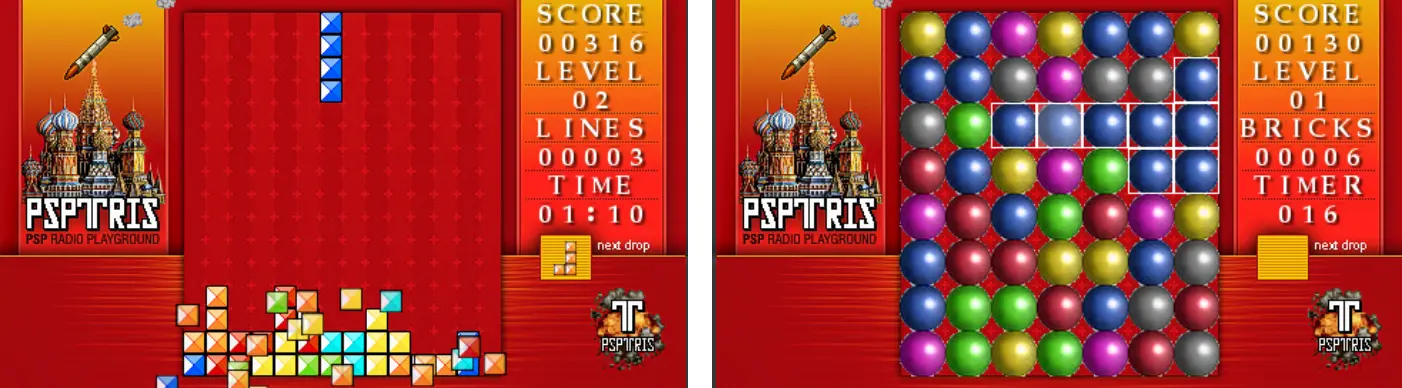 SCORE
00316
LEVEL
02
LINES
00003
TIME
01:10
next drop
PSPTRIS
PSP RADIO PLAYGROUND
T
PSPTRIS
SCORE
00130
LEVEL
01
BRICKS
00006
TIMER
016
next drop
PSPTRIS
PSP RADIO PLAYGROUND
T
PSPTRIS